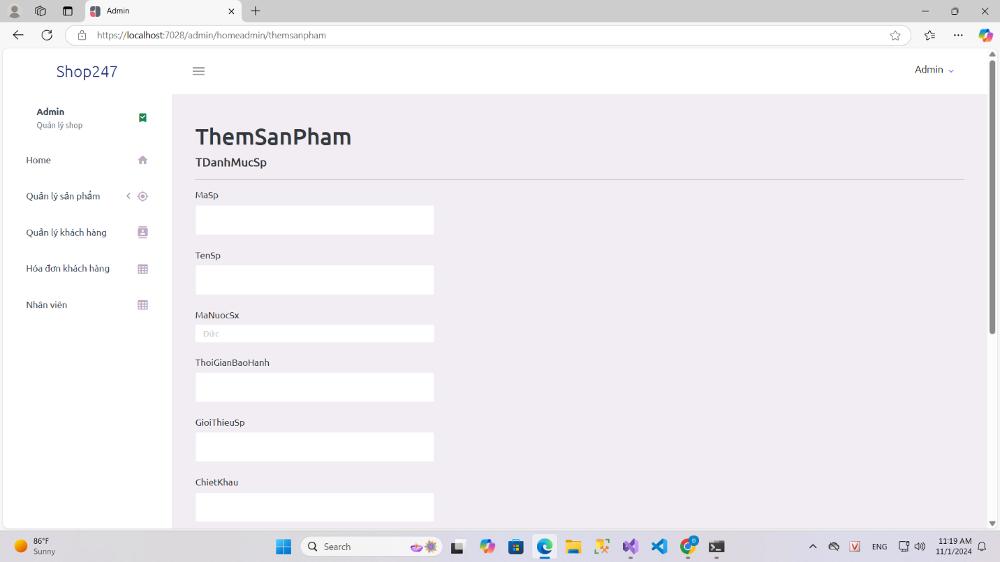 Admin
https://localhost:7028/admin/homeadmin/themsanpham
Shop247
Admin
Admin
Quản lý shop
Home
Quản lý sản phẩm
Quản lý khách hàng
Hóa đơn khách hàng
Nhân viên
ThemSanPham
TDanhMucSp
MaSp
TenSp
MaNuocSx
Đức
ThoiGianBaoHanh
GioiThieuSp
ChietKhau
86°F
Sunny
Search
Đ
V
ENG
11:19 AM
11/1/2024